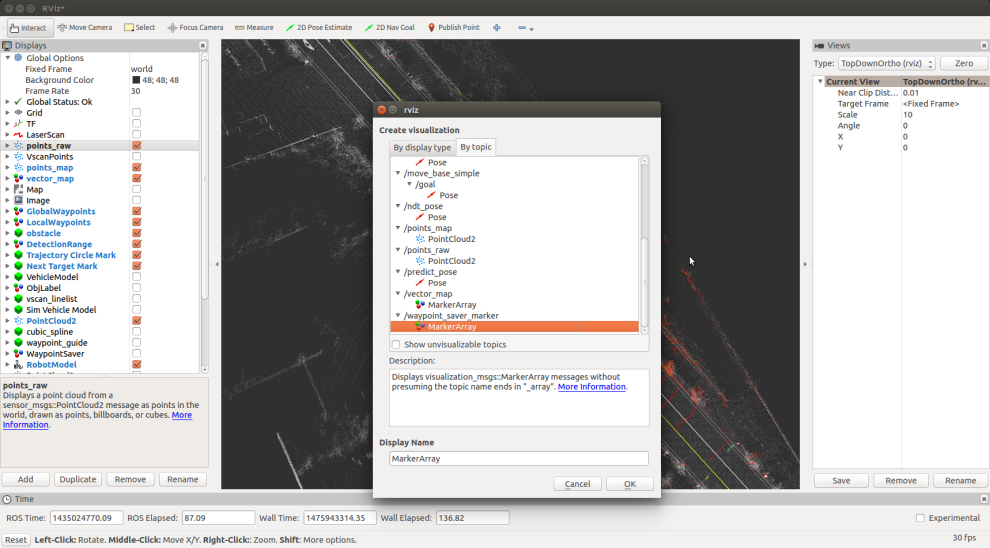 RViz*
Interact Move Camera Select Focus Camera Measure 2D Pose Estimate 2D Nav Goal Publish Point
Displays
Global Options
Fixed Frame world
Background Color 48; 48; 48
Frame Rate 30
Global Status: Ok
Grid
TF
LaserScan
points_raw
VscanPoints
points_map
vector_map
Map
Image
GlobalWaypoints
LocalWaypoints
obstacle
DetectionRange
Trajectory Circle Mark
Next Target Mark
VehicleModel
ObjLabel
vscan_linelist
Sim Vehicle Model
PointCloud2
cubic_spline
waypoint_guide
WaypointSaver
RobotModel
points_raw
Displays a point cloud from a
sensor_msgs::PointCloud2 message as points in the
world, drawn as points, billboards, or cubes. More
Information.
Add Duplicate Remove Rename
rviz
Create visualization
By display type By topic
Pose
/move_base_simple
/goal
Pose
/ndt_pose
Pose
/points_map
PointCloud2
/points_raw
PointCloud2
/predict_pose
Pose
/vector_map
MarkerArray
/waypoint_saver_marker
MarkerArray
Show unvisualizable topics
Description:
Displays visualization_msgs::MarkerArray messages without
presuming the topic name ends in "_array". More Information.
Display Name
MarkerArray
Cancel OK
Views
Type: TopDownOrtho (rviz) Zero
Current View TopDownOrtho (rv...
Near Clip Dist... 0.01
Target Frame <Fixed Frame>
Scale 10
Angle 0
X 0
Y 0
Save Remove Rename
Time
ROS Time: 1435024770.09 ROS Elapsed: 87.09 Wall Time: 1475943314.35 Wall Elapsed: 136.82 Experimental
Reset Left-Click: Rotate. Middle-Click: Move X/Y. Right-Click:: Zoom. Shift: More options. 30 fps